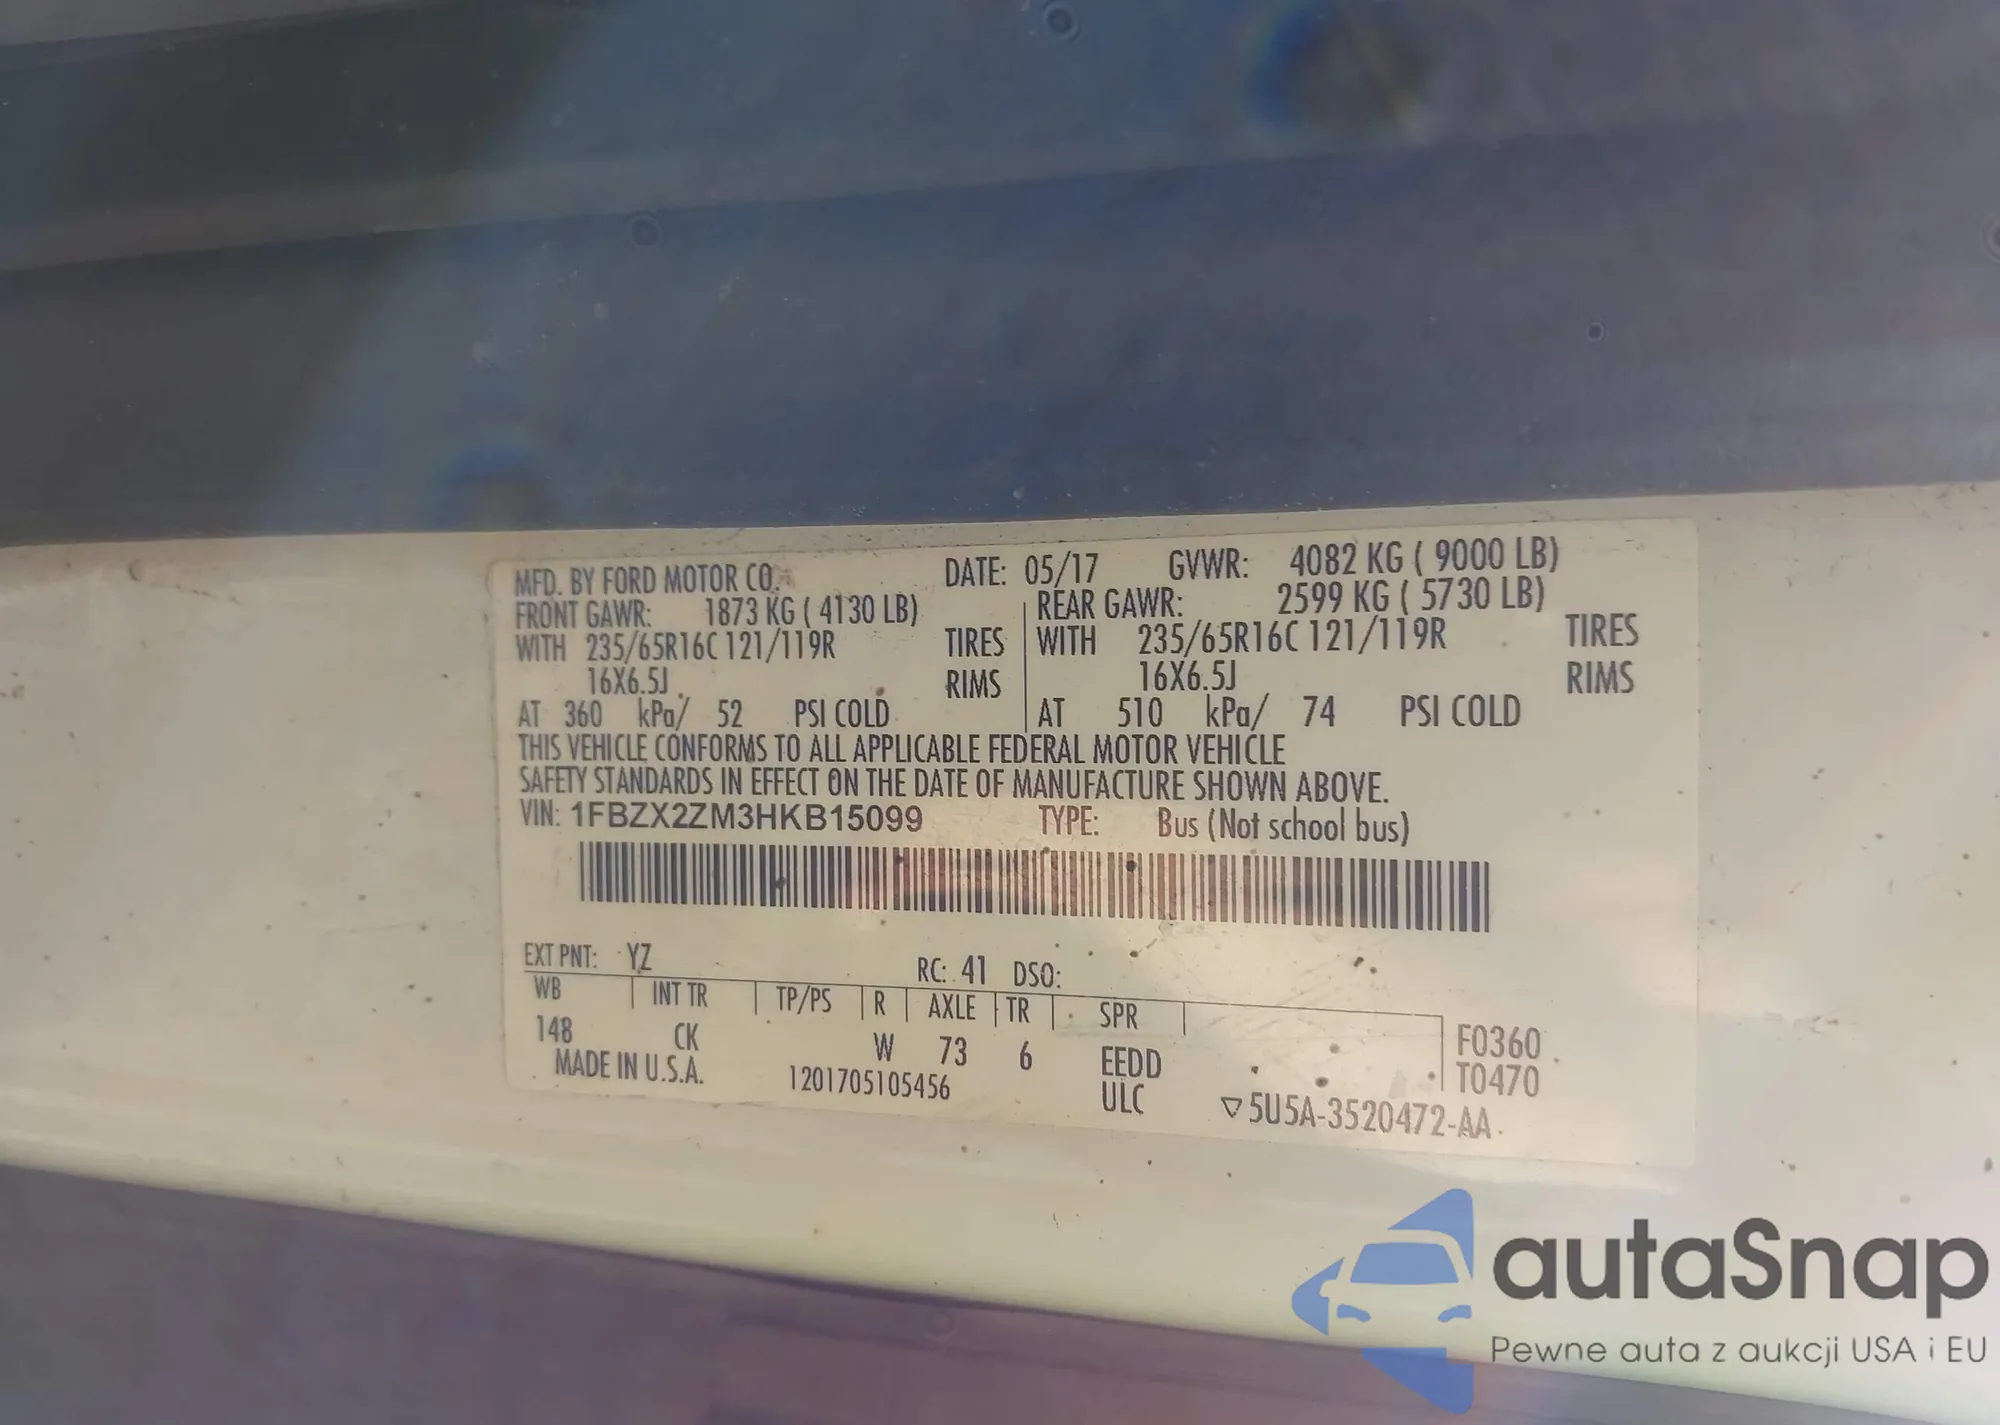 MFD. BY FORD MOTOR CO. DATE: 05/17 GVWR: 4082 KG ( 9000 LB)
FRONT GAWR: 1873 KG ( 4130 LB) REAR GAWR: 2599 KG ( 5730 LB)
WITH 235/65R16C 121/119R TIRES WITH 235/65R16C 121/119R TIRES
16X6.5J RIMS 16X6.5J RIMS
AT 360 kPa/ 52 PSI COLD AT 510 kPa/ 74 PSI COLD
THIS VEHICLE CONFORMS TO ALL APPLICABLE FEDERAL MOTOR VEHICLE
SAFETY STANDARDS IN EFFECT ON THE DATE OF MANUFACTURE SHOWN ABOVE.
VIN: 1FBZX2ZM3HKB15099 TYPE: Bus (Not school bus)
EXT PNT: YZ RC: 41 DSO:
WB INT TR TP/PS R AXLE TR SPR
148 CK W 73 6 EEDD F0360
MADE IN U.S.A. 1201705105456 ULC T0470
▽5U5A-3520472-AA
autaSnap
Pewne auta z aukcji USA i EU